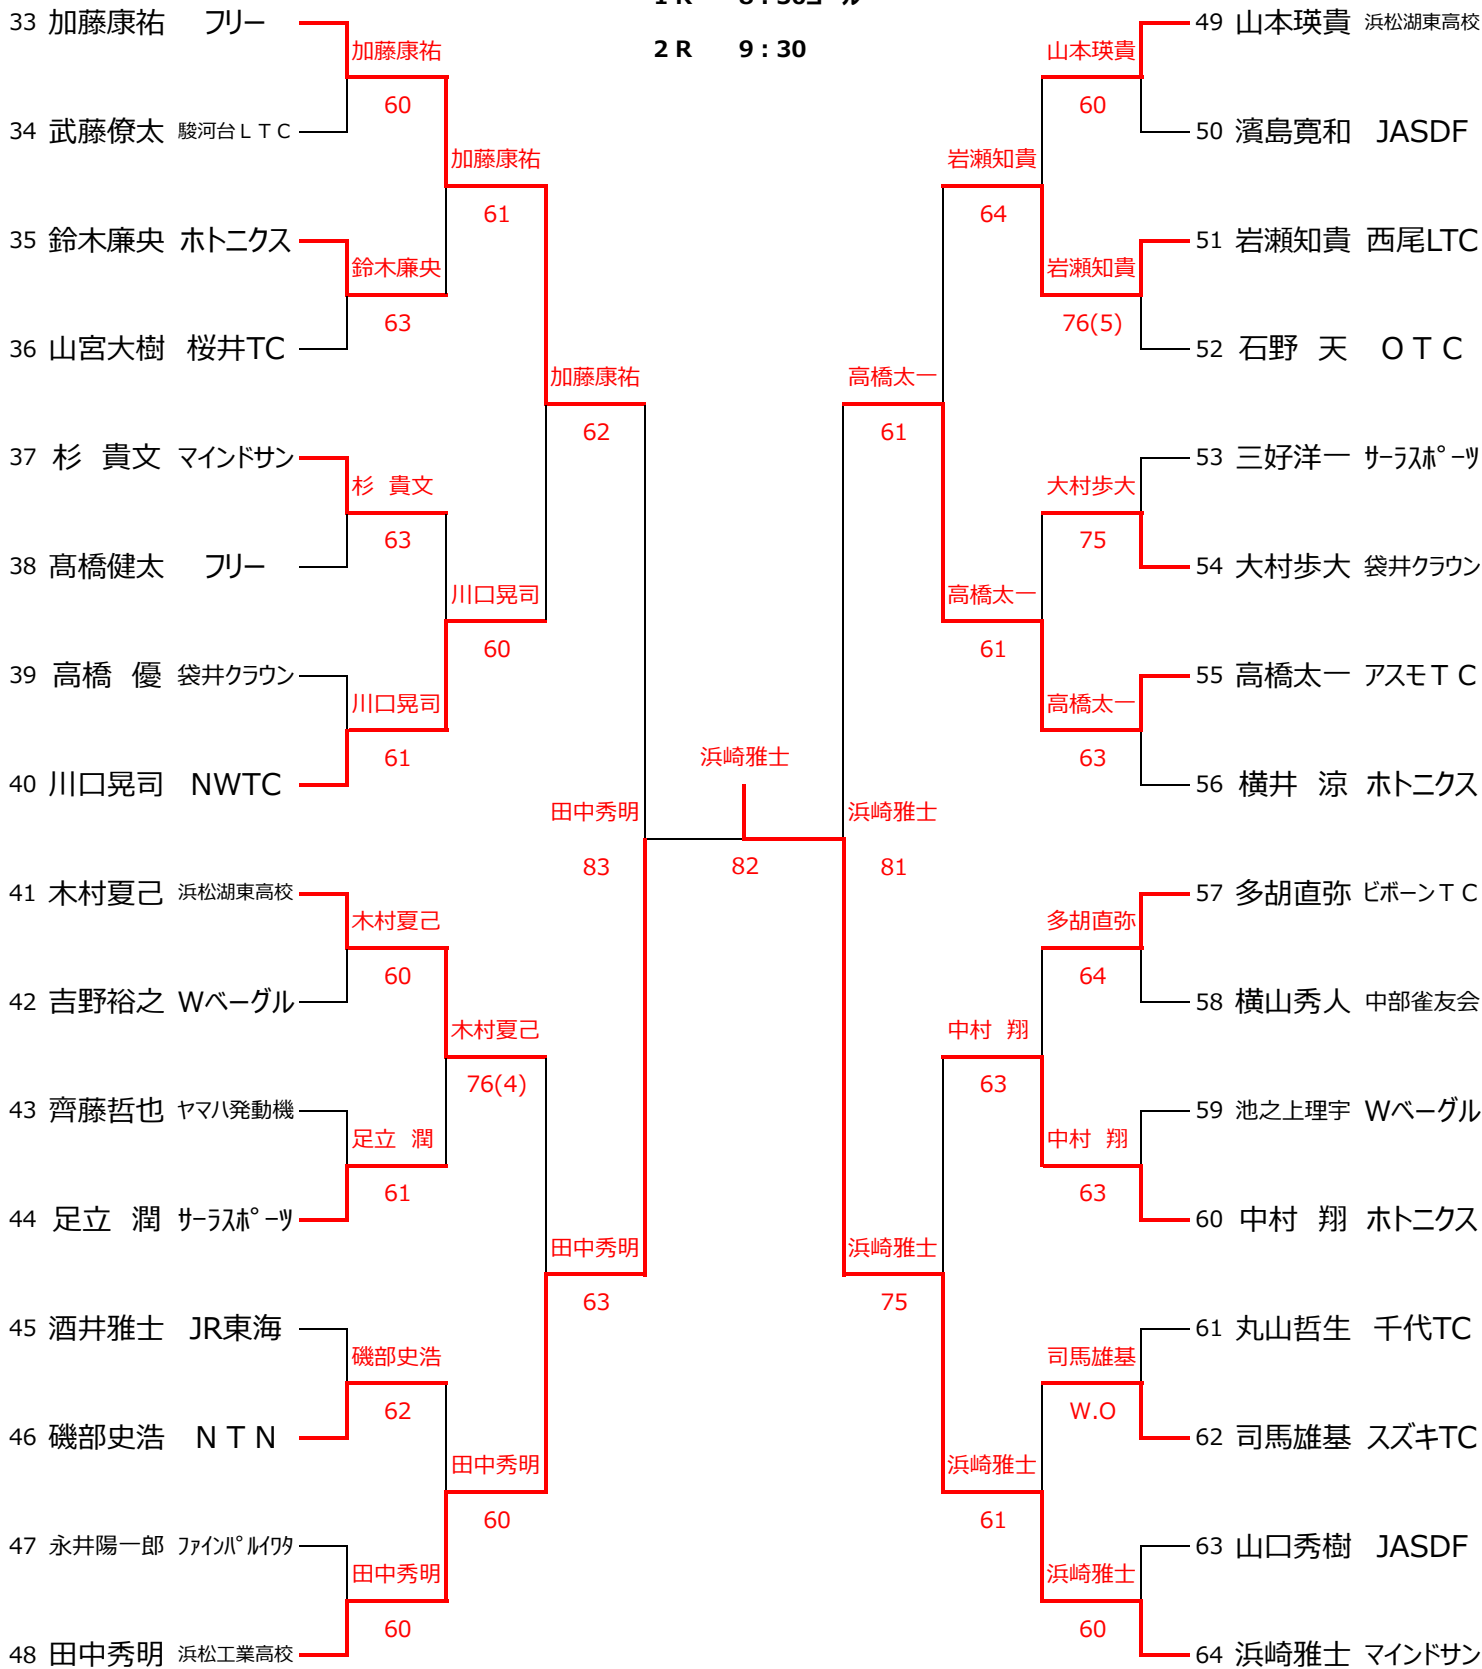 1R 8:30コール
2R 9:30
33 加藤康祐 フリー
加藤康祐
60
34 武藤僚太 駿河台LTC
加藤康祐
61
35 鈴木廉央 ホトニクス
鈴木廉央
63
36 山宮大樹 桜井TC
加藤康祐
62
37 杉 貴文 マインドサン
杉 貴文
63
38 髙橋健太 フリー
川口晃司
60
39 高橋 優 袋井クラウン
川口晃司
61
40 川口晃司 NWTC
田中秀明
83
41 木村夏己 浜松湖東高校
木村夏己
60
42 吉野裕之 Wベーグル
木村夏己
76(4)
43 齊藤哲也 ヤマハ発動機
足立 潤
61
44 足立 潤 サーラスポーツ
田中秀明
63
45 酒井雅士 JR東海
磯部史浩
62
46 磯部史浩 NTN
田中秀明
60
47 永井陽一郎 ファインパルイワタ
田中秀明
60
48 田中秀明 浜松工業高校
浜崎雅士
82
49 山本瑛貴 浜松湖東高校
山本瑛貴
60
50 濱島寛和 JASDF
岩瀬知貴
64
51 岩瀬知貴 西尾LTC
岩瀬知貴
76(5)
52 石野 天 OTC
高橋太一
61
53 三好洋一 サーラスポーツ
大村歩大
75
54 大村歩大 袋井クラウン
高橋太一
61
55 高橋太一 アスモTC
高橋太一
63
56 横井 涼 ホトニクス
浜崎雅士
81
57 多胡直弥 ビボーンTC
多胡直弥
64
58 横山秀人 中部雀友会
中村 翔
63
59 池之上理宇 Wベーグル
中村 翔
63
60 中村 翔 ホトニクス
浜崎雅士
75
61 丸山哲生 千代TC
司馬雄基
W.O
62 司馬雄基 スズキTC
浜崎雅士
61
63 山口秀樹 JASDF
浜崎雅士
60
64 浜崎雅士 マインドサン